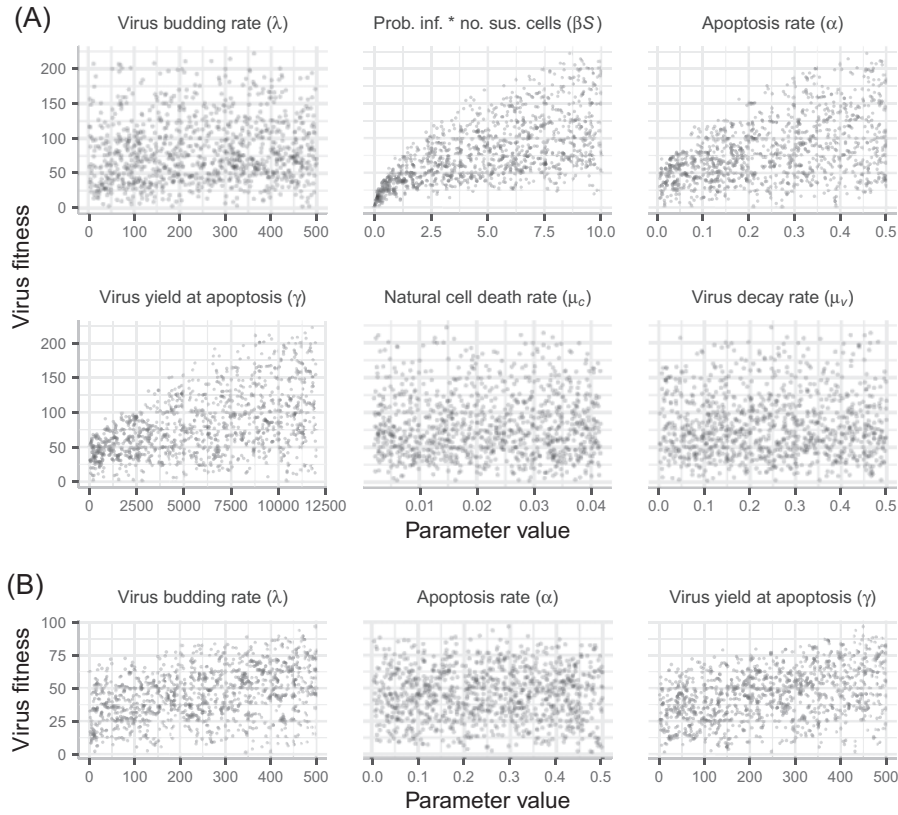 (A)
Virus budding rate (λ)
Prob. inf. * no. sus. cells (βS)
Apoptosis rate (α)
200
150
100
50
0
0 100 200 300 400 500
0.0 2.5 5.0 7.5 10.0
0.0 0.1 0.2 0.3 0.4 0.5
Virus fitness
Virus yield at apoptosis (γ)
Natural cell death rate (μc)
Virus decay rate (μv)
200
150
100
50
0
0 2500 5000 7500 10000 12500
0.01 0.02 0.03 0.04
0.0 0.1 0.2 0.3 0.4 0.5
Parameter value
(B)
Virus budding rate (λ)
Apoptosis rate (α)
Virus yield at apoptosis (γ)
Virus fitness
100
75
50
25
0
0 100 200 300 400 500
0.0 0.1 0.2 0.3 0.4 0.5
0 100 200 300 400 500
Parameter value